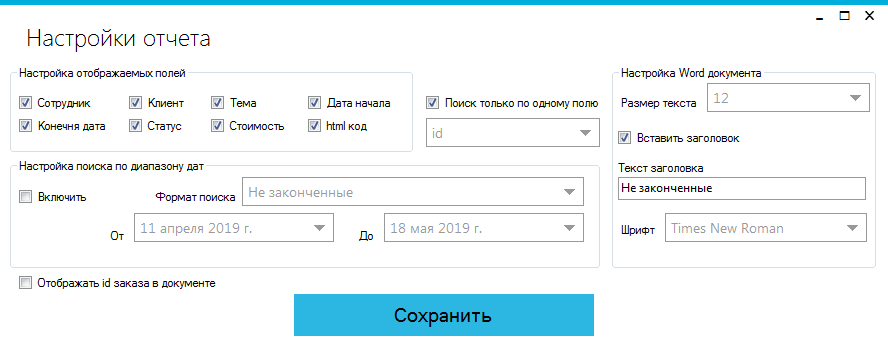 Настройки отчета
Настройка отображаемых полей
Сотрудник Клиент Тема Дата начала
Конечня дата Статус Стоимость html код
Поиск только по одному полю
id
Настройка поиска по диапазону дат
Включить Формат поиска Не законченные
От 11 апреля 2019 г. До 18 мая 2019 г.
Отображать id заказа в документе
Настройка Word документа
Размер текста 12
Вставить заголовок
Текст заголовка
Не законченные
Шрифт Times New Roman
Сохранить